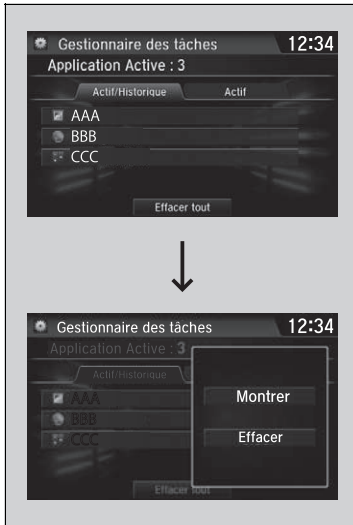 Gestionnaire des tâches 12:34
Application Active : 3
Actif/Historique Actif
AAA
BBB
CCC
Effacer tout
Gestionnaire des tâches 12:34
Application Active : 3
Actif/Historique
AAA
BBB
CCC
Montrer
Effacer
Effacer tout